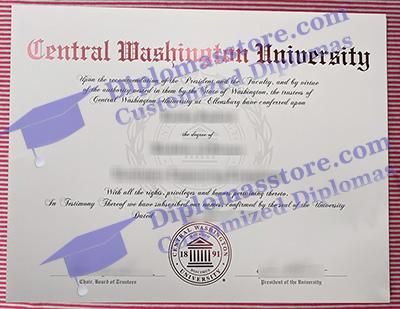 Central Washington University
Upon the recommendation of the President and the Faculty, and by virtue
of the authority vested in them by the State of Washington, the trustees of
Central Washington University at Ellensburg have conferred upon
the degree of
With all the rights, privileges and honors pertaining thereto.
In Testimony Thereof we have subscribed our names, confirmed by the seal of the University
Dated
CENTRAL WASHINGTON
18 91
UNIVERSITY
Chair, Board of Trustees
President of the University
Diplomasstore.com
Customized Diplomas
Diplomasstore.com
Customized Diplomas